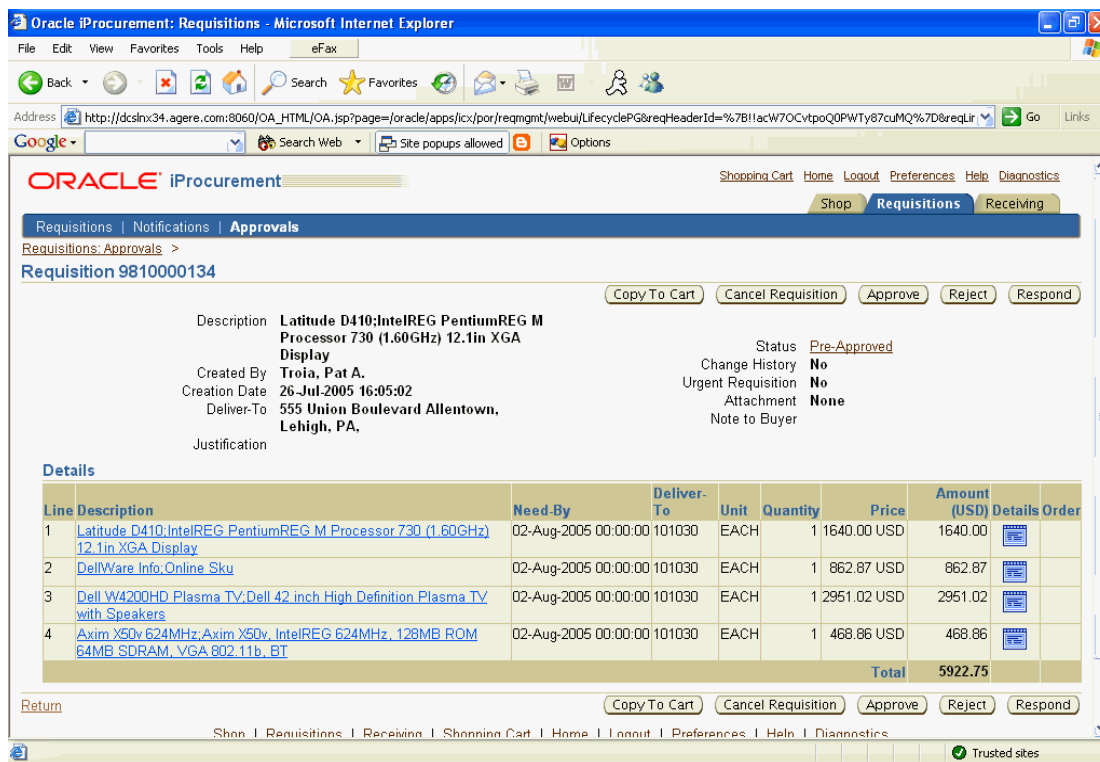 Oracle iProcurement: Requisitions - Microsoft Internet Explorer
File Edit View Favorites Tools Help eFax
Back Search Favorites
Address http://dcslnx34.agere.com:8060/OA_HTML/OA.jsp?page=/oracle/apps/icx/por/reqmgmt/webui/LifecyclePG&reqHeaderId=%7B!!acW7OCvtpoQ0PWTy87cuMQ%7D&reqLir Go Links
Google Search Web Site popups allowed Options
ORACLE iProcurement
Shopping Cart Home Logout Preferences Help Diagnostics
Shop Requisitions Receiving
Requisitions | Notifications | Approvals
Requisitions: Approvals >
Requisition 9810000134
Copy To Cart Cancel Requisition Approve Reject Respond
Description Latitude D410;IntelREG PentiumREG M
Processor 730 (1.60GHz) 12.1in XGA
Display
Created By Troia, Pat A.
Creation Date 26-Jul-2005 16:05:02
Deliver-To 555 Union Boulevard Allentown,
Lehigh, PA,
Justification
Status Pre-Approved
Change History No
Urgent Requisition No
Attachment None
Note to Buyer
Details
Line Description Need-By Deliver-To Unit Quantity Price Amount (USD) Details Order
1 Latitude D410;IntelREG PentiumREG M Processor 730 (1.60GHz) 02-Aug-2005 00:00:00 101030 EACH 1 1640.00 USD 1640.00
12.1in XGA Display
2 DellWare Info;Online Sku 02-Aug-2005 00:00:00 101030 EACH 1 862.87 USD 862.87
3 Dell W4200HD Plasma TV;Dell 42 inch High Definition Plasma TV 02-Aug-2005 00:00:00 101030 EACH 1 2951.02 USD 2951.02
with Speakers
4 Axim X50v 624MHz;Axim X50v, IntelREG 624MHz, 128MB ROM 02-Aug-2005 00:00:00 101030 EACH 1 468.86 USD 468.86
64MB SDRAM, VGA 802.11b, BT
Total 5922.75
Return
Copy To Cart Cancel Requisition Approve Reject Respond
Shop | Requisitions | Receiving | Shopping Cart | Home | Logout | Preferences | Help | Diagnostics
Trusted sites